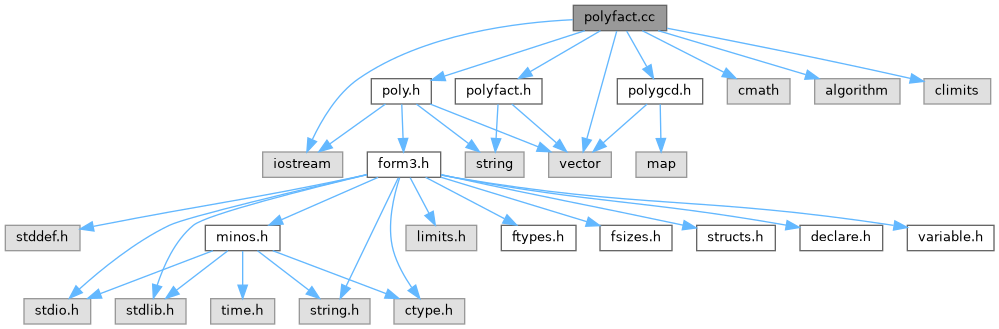 polyfact.cc
poly.h
polyfact.h
polygcd.h
cmath
algorithm
climits
iostream
form3.h
string
vector
map
stddef.h
minos.h
limits.h
ftypes.h
fsizes.h
structs.h
declare.h
variable.h
stdio.h
stdlib.h
time.h
string.h
ctype.h